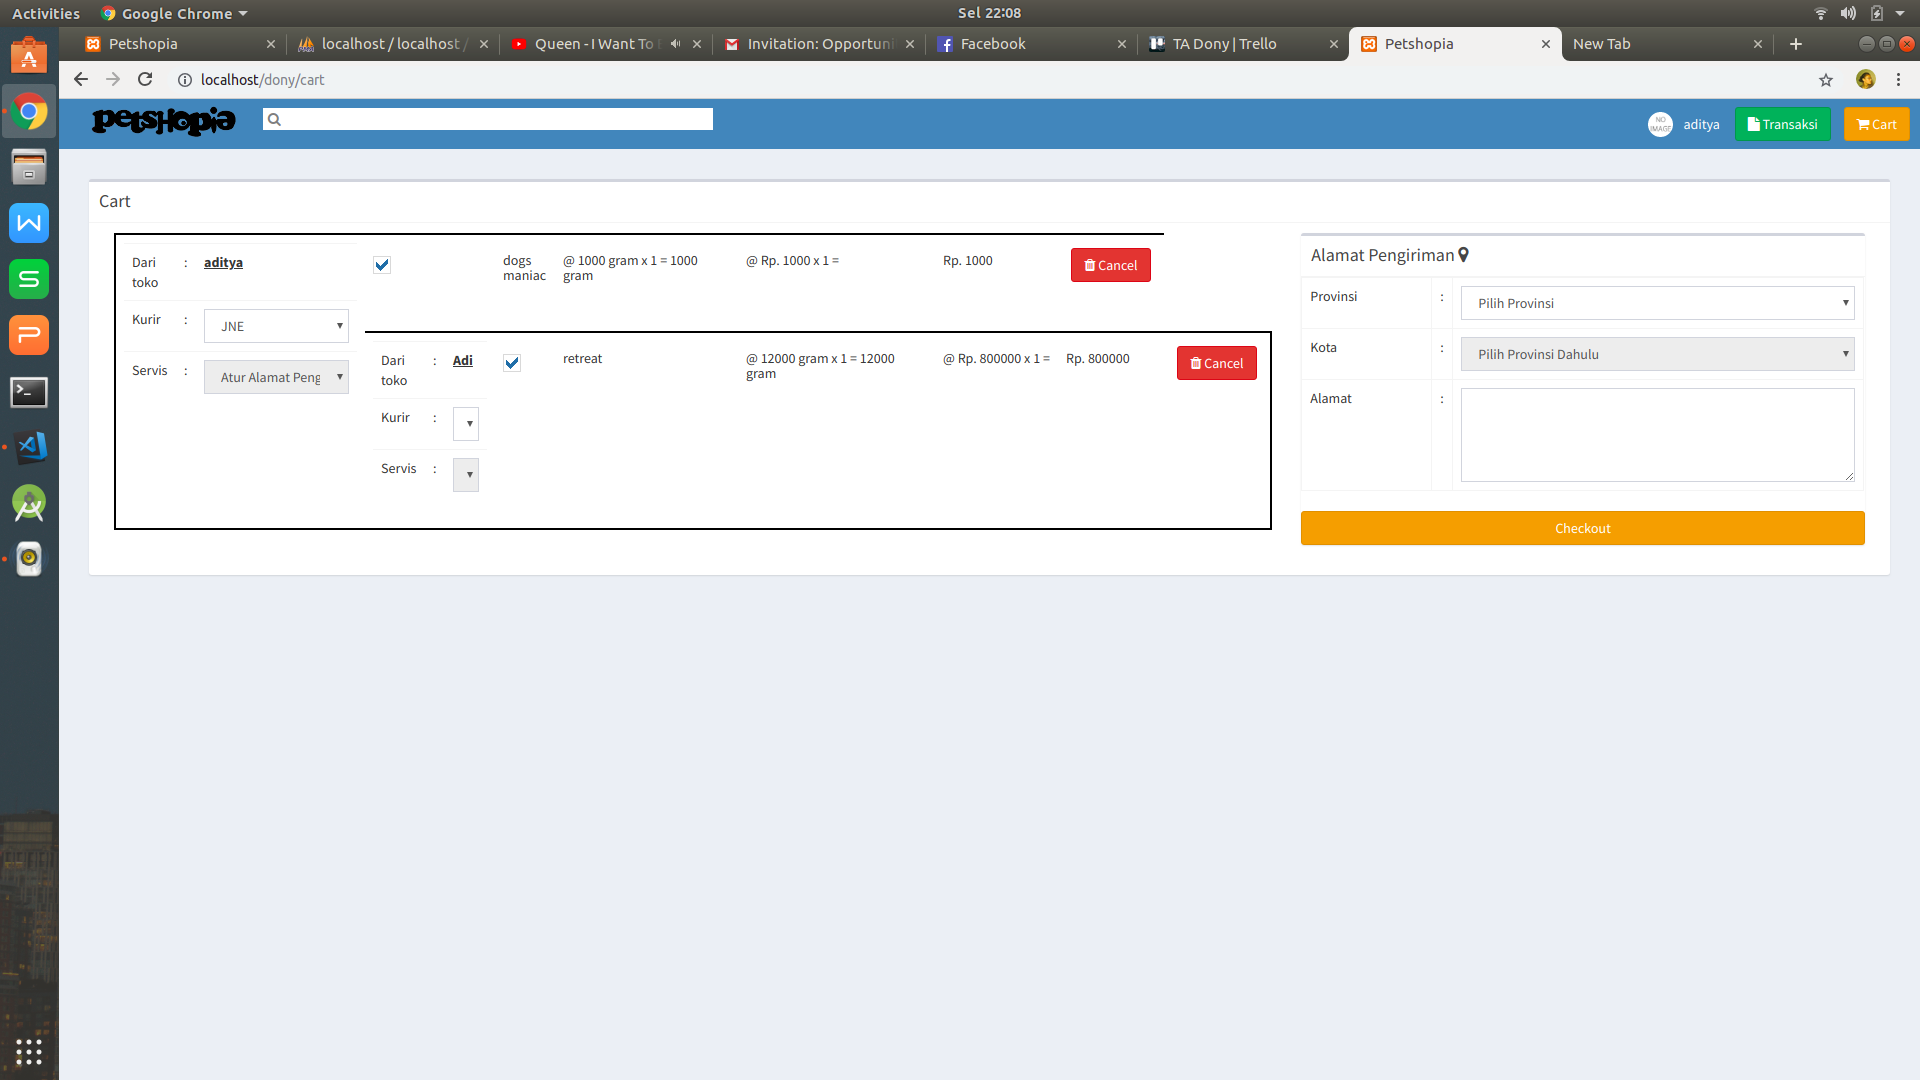 Activities
Google Chrome
Sel 22:08
Petshopia
localhost / localhost /
Queen - I Want To
Invitation: Opportuni
Facebook
TA Dony | Trello
Petshopia
New Tab
localhost/dony/cart
petshopia
NO IMAGE
aditya
Transaksi
Cart
Cart
Dari toko : aditya
dogs maniac
@ 1000 gram x 1 = 1000 gram
@ Rp. 1000 x 1 =
Rp. 1000
Cancel
Kurir : JNE
Servis : Atur Alamat Peng
Dari toko : Adi
retreat
@ 12000 gram x 1 = 12000 gram
@ Rp. 800000 x 1 =
Rp. 800000
Cancel
Kurir :
Servis :
Alamat Pengiriman
Provinsi : Pilih Provinsi
Kota : Pilih Provinsi Dahulu
Alamat :
Checkout